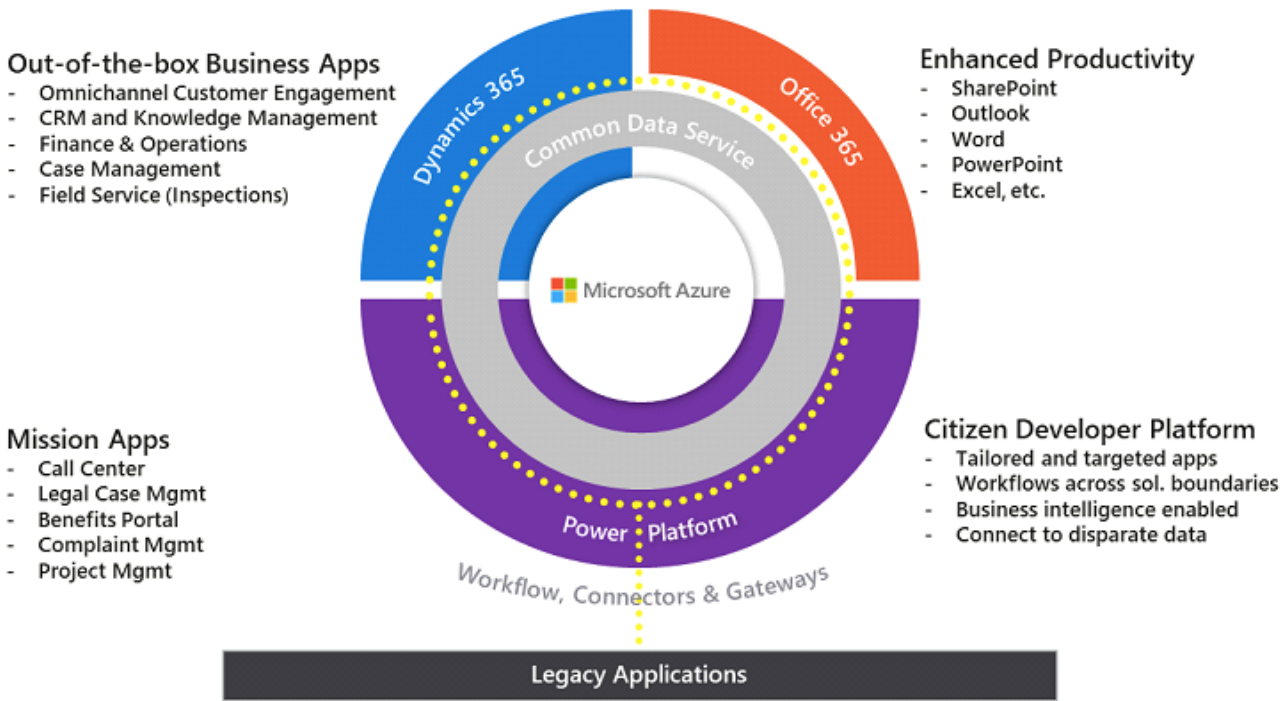 Out-of-the-box Business Apps
- Omnichannel Customer Engagement
- CRM and Knowledge Management
- Finance & Operations
- Case Management
- Field Service (Inspections)
Dynamics 365
Office 365
Common Data Service
Microsoft Azure
Enhanced Productivity
- SharePoint
- Outlook
- Word
- PowerPoint
- Excel, etc.
Mission Apps
- Call Center
- Legal Case Mgmt
- Benefits Portal
- Complaint Mgmt
- Project Mgmt
Power Platform
Workflow, Connectors & Gateways
Citizen Developer Platform
- Tailored and targeted apps
- Workflows across sol. boundaries
- Business intelligence enabled
- Connect to disparate data
Legacy Applications